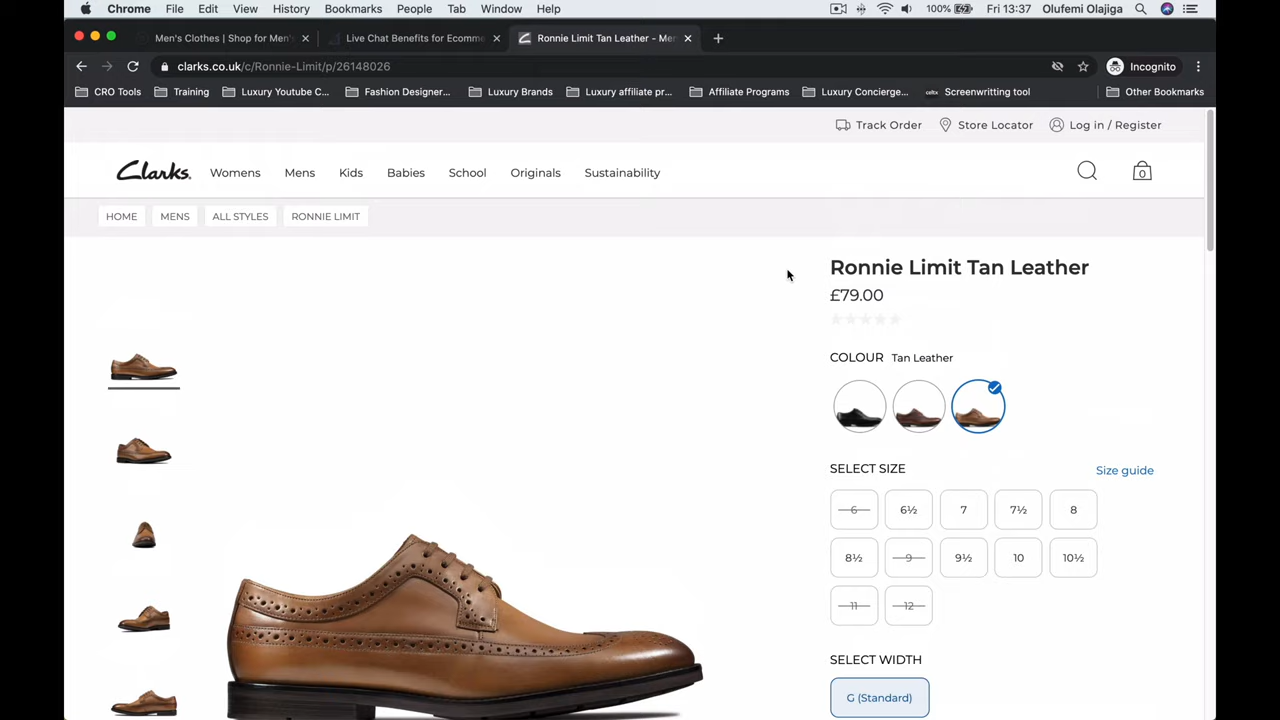 Chrome File Edit View History Bookmarks People Tab Window Help 100% Fri 13:37 Olufemi Olajiga
Men's Clothes | Shop for Men's Live Chat Benefits for Ecomm Ronnie Limit Tan Leather - Mer
clarks.co.uk/c/Ronnie-Limit/p/26148026 Incognito
CRO Tools Training Luxury Youtube C... Fashion Designer... Luxury Brands Luxury affiliate pr... Affiliate Programs Luxury Concierge... celtx Screenwritting tool Other Bookmarks
Track Order Store Locator Log in / Register
Clarks. Womens Mens Kids Babies School Originals Sustainability 0
HOME MENS ALL STYLES RONNIE LIMIT
Ronnie Limit Tan Leather
£79.00
COLOUR Tan Leather
SELECT SIZE Size guide
6 6½ 7 7½ 8
8½ 9 9½ 10 10½
11 12
SELECT WIDTH
G (Standard)